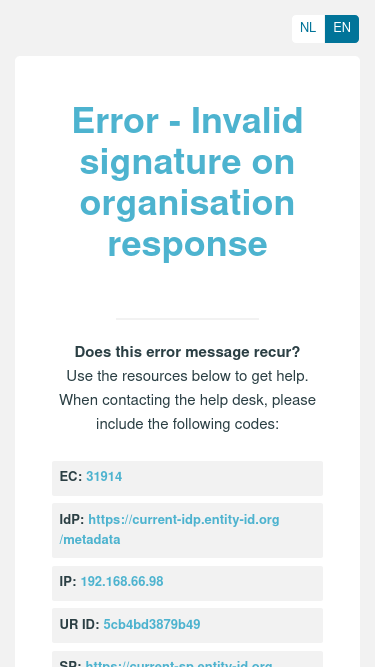 NL EN
Error - Invalid
signature on
organisation
response
Does this error message recur?
Use the resources below to get help.
When contacting the help desk, please
include the following codes:
EC: 31914
IdP: https://current-idp.entity-id.org
/metadata
IP: 192.168.66.98
UR ID: 5cb4bd3879b49
SP: https://current-sp.entity-id.org